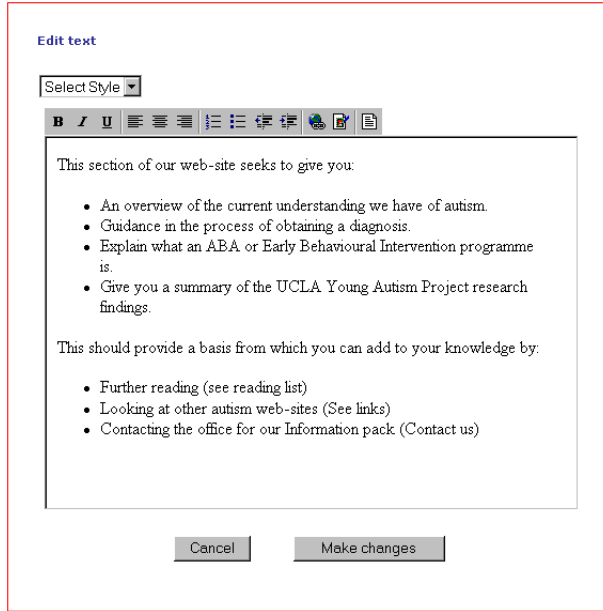 Edit text
Select Style
B I U
This section of our web-site seeks to give you:
• An overview of the current understanding we have of autism.
• Guidance in the process of obtaining a diagnosis.
• Explain what an ABA or Early Behavioural Intervention programme
is.
• Give you a summary of the UCLA Young Autism Project research
findings.
This should provide a basis from which you can add to your knowledge by:
• Further reading (see reading list)
• Looking at other autism web-sites (See links)
• Contacting the office for our Information pack (Contact us)
Cancel Make changes